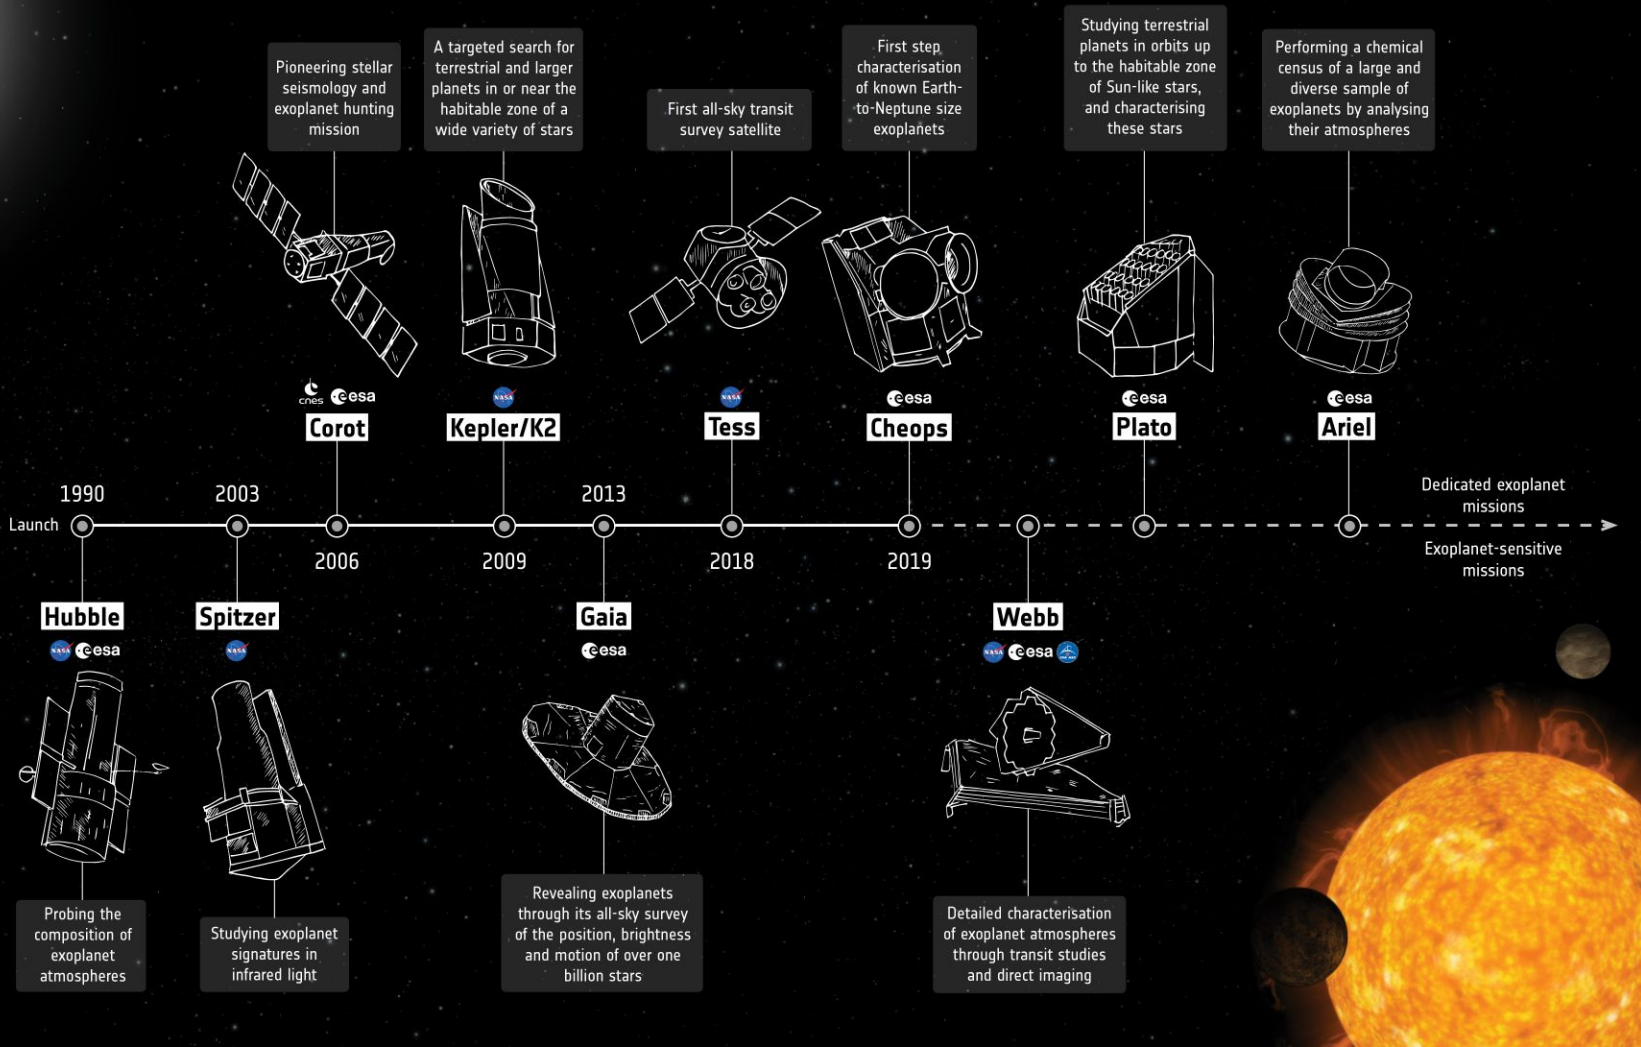 Pioneering stellar
seismology and
exoplanet hunting
mission
A targeted search for
terrestrial and larger
planets in or near the
habitable zone of a
wide variety of stars
First all-sky transit
survey satellite
First step
characterisation
of known Earth-
to-Neptune size
exoplanets
Studying terrestrial
planets in orbits up
to the habitable zone
of Sun-like stars,
and characterising
these stars
Performing a chemical
census of a large and
diverse sample of
exoplanets by analysing
their atmospheres
cnes esa
Corot
NASA
Kepler/K2
NASA
Tess
esa
Cheops
esa
Plato
esa
Ariel
1990
2003
2013
Launch
2006
2009
2018
2019
Dedicated exoplanet
missions
Exoplanet-sensitive
missions
Hubble
NASA esa
Spitzer
NASA
Gaia
esa
Webb
NASA esa
Probing the
composition of
exoplanet
atmospheres
Studying exoplanet
signatures in
infrared light
Revealing exoplanets
through its all-sky survey
of the position, brightness
and motion of over one
billion stars
Detailed characterisation
of exoplanet atmospheres
through transit studies
and direct imaging